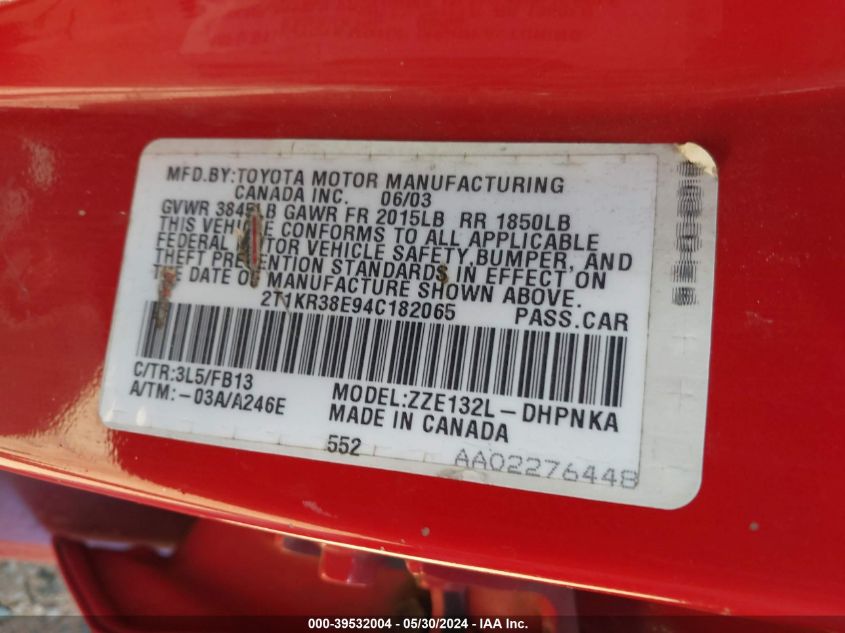 MFD.BY:TOYOTA MOTOR MANUFACTURING
CANADA INC. 06/03
GVWR 3845LB GAWR FR 2015LB RR 1850LB
THIS VEHICLE CONFORMS TO ALL APPLICABLE
FEDERAL MOTOR VEHICLE SAFETY,BUMPER, AND
THEFT PREVENTION STANDARDS IN EFFECT ON
THE DATE OF MANUFACTURE SHOWN ABOVE.
2T1KR38E94C182065 PASS.CAR
C/TR:3L5/FB13
A/TM:-03A/A246E
MODEL:ZZE132L-DHPNKA
MADE IN CANADA
552
AA02276448
000-39532004 - 05/30/2024 - IAA Inc.